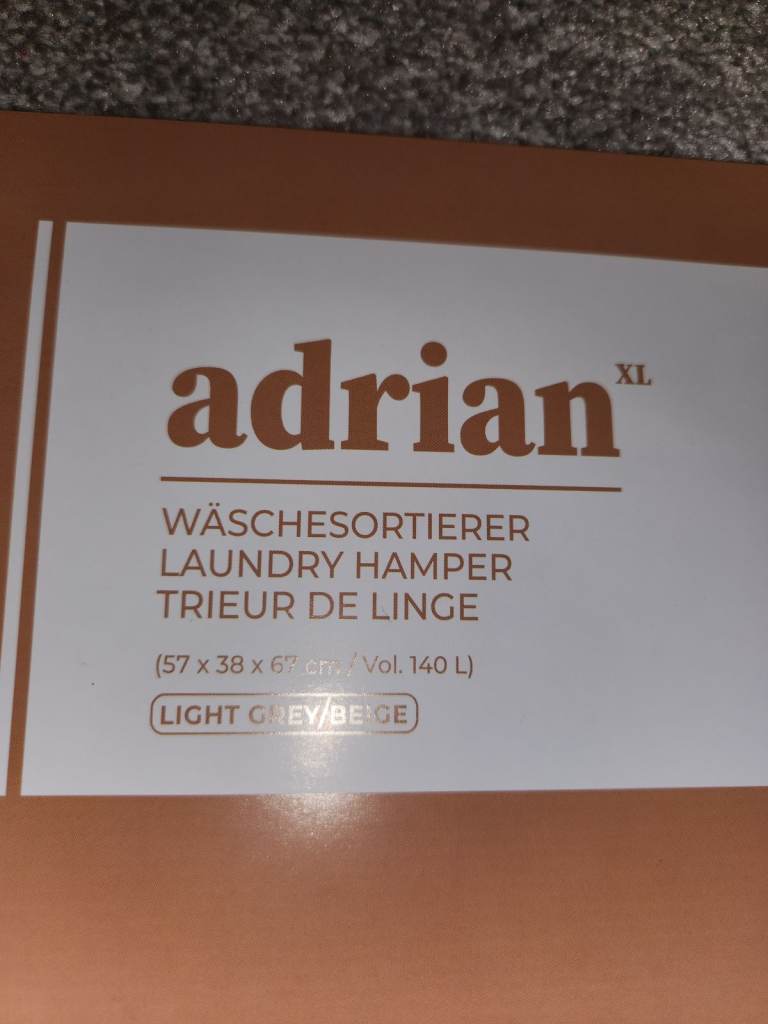 adrian XL
WÄSCHESORTIERER
LAUNDRY HAMPER
TRIEUR DE LINGE
(57 x 38 x 67 cm / Vol. 140 L)
LIGHT GREY/BEIGE